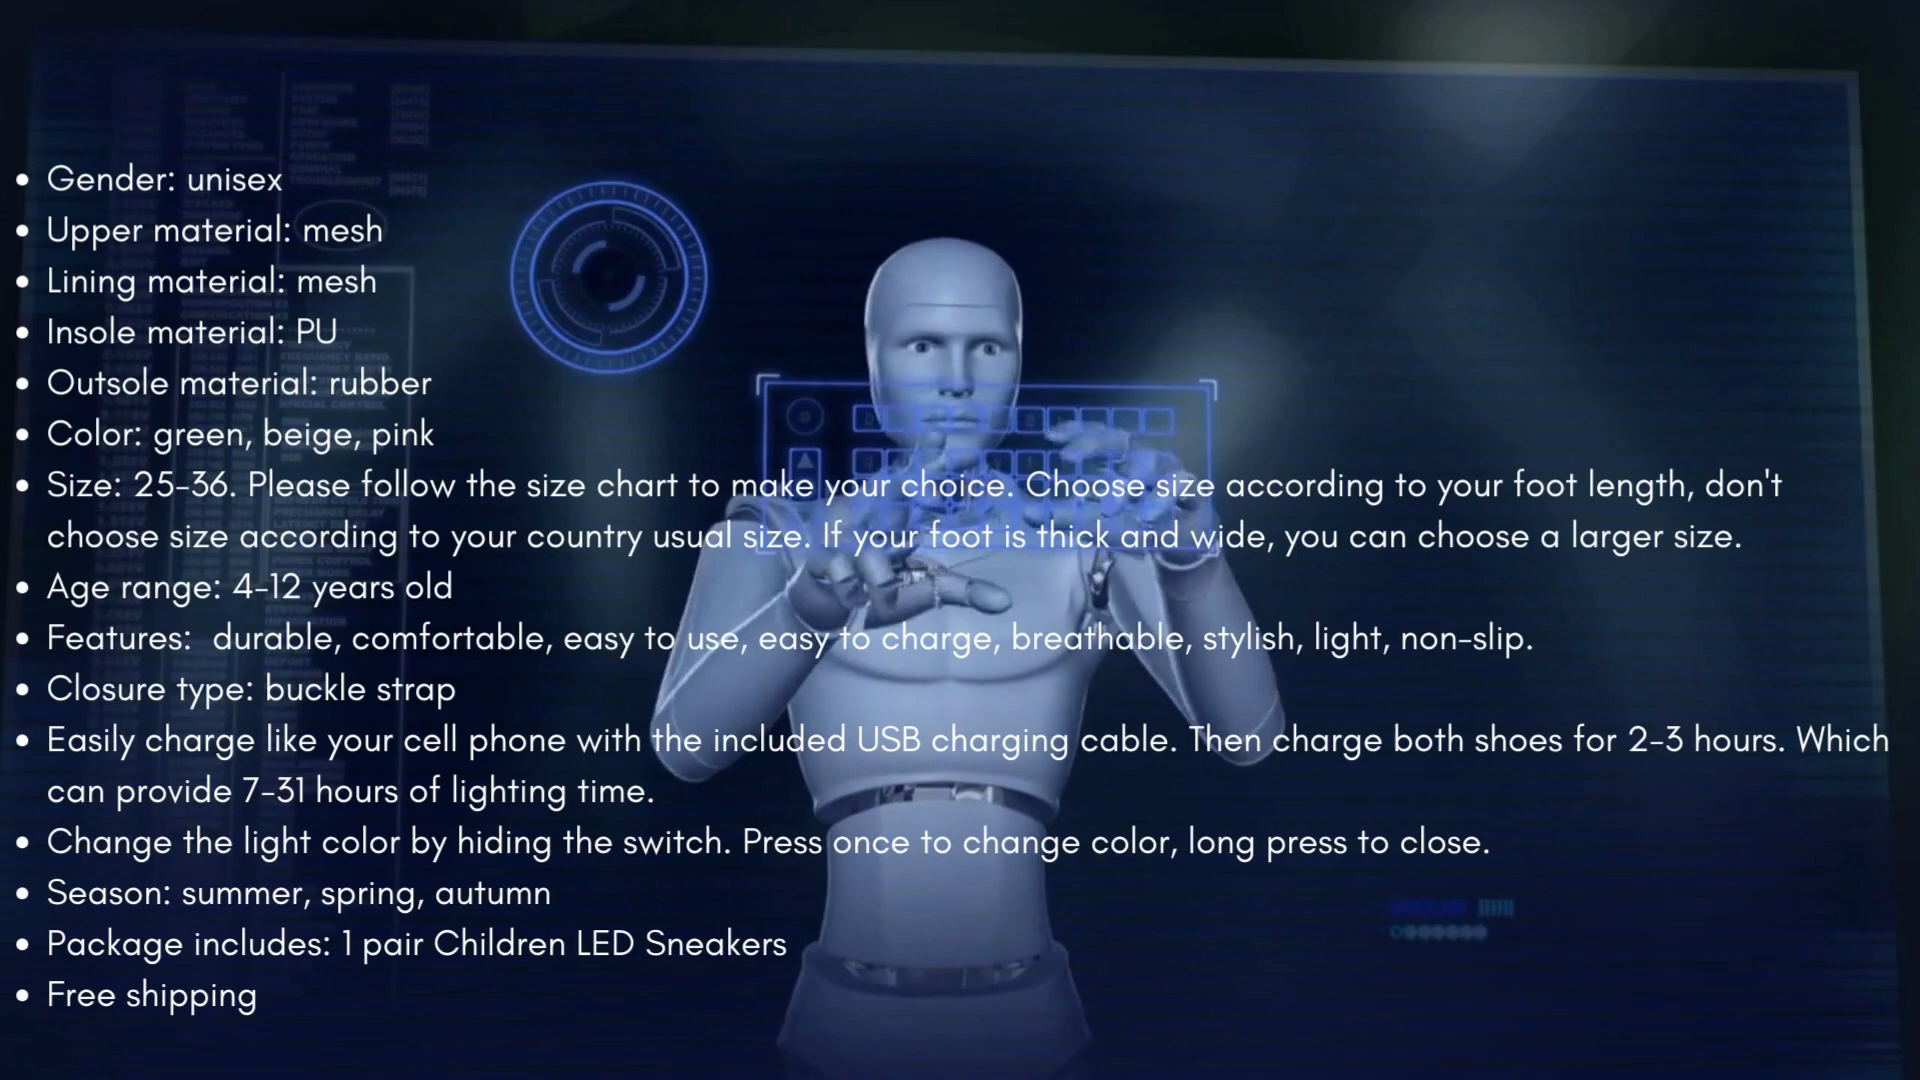 • Gender: unisex
• Upper material: mesh
• Lining material: mesh
• Insole material: PU
• Outsole material: rubber
• Color: green, beige, pink
• Size: 25-36. Please follow the size chart to make your choice. Choose size according to your foot length, don't
choose size according to your country usual size. If your foot is thick and wide, you can choose a larger size.
• Age range: 4-12 years old
• Features:  durable, comfortable, easy to use, easy to charge, breathable, stylish, light, non-slip.
• Closure type: buckle strap
• Easily charge like your cell phone with the included USB charging cable. Then charge both shoes for 2-3 hours. Which
can provide 7-31 hours of lighting time.
• Change the light color by hiding the switch. Press once to change color, long press to close.
• Season: summer, spring, autumn
• Package includes: 1 pair Children LED Sneakers
• Free shipping